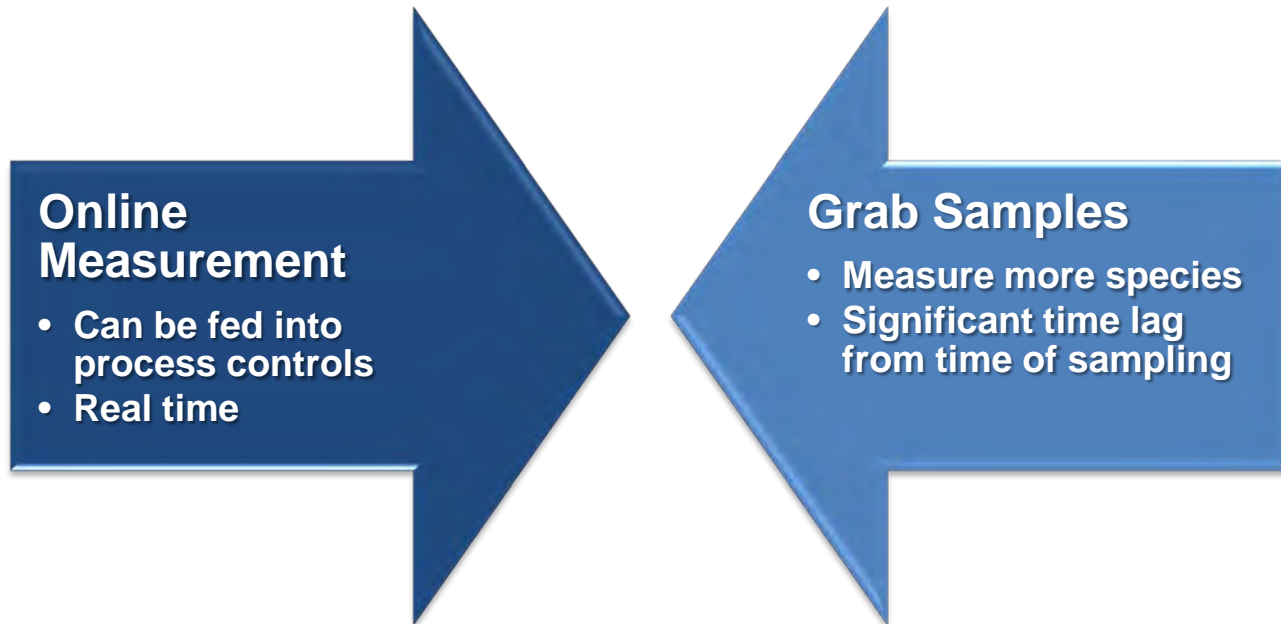 Online
Measurement
• Can be fed into
process controls
• Real time
Grab Samples
• Measure more species
• Significant time lag
from time of sampling